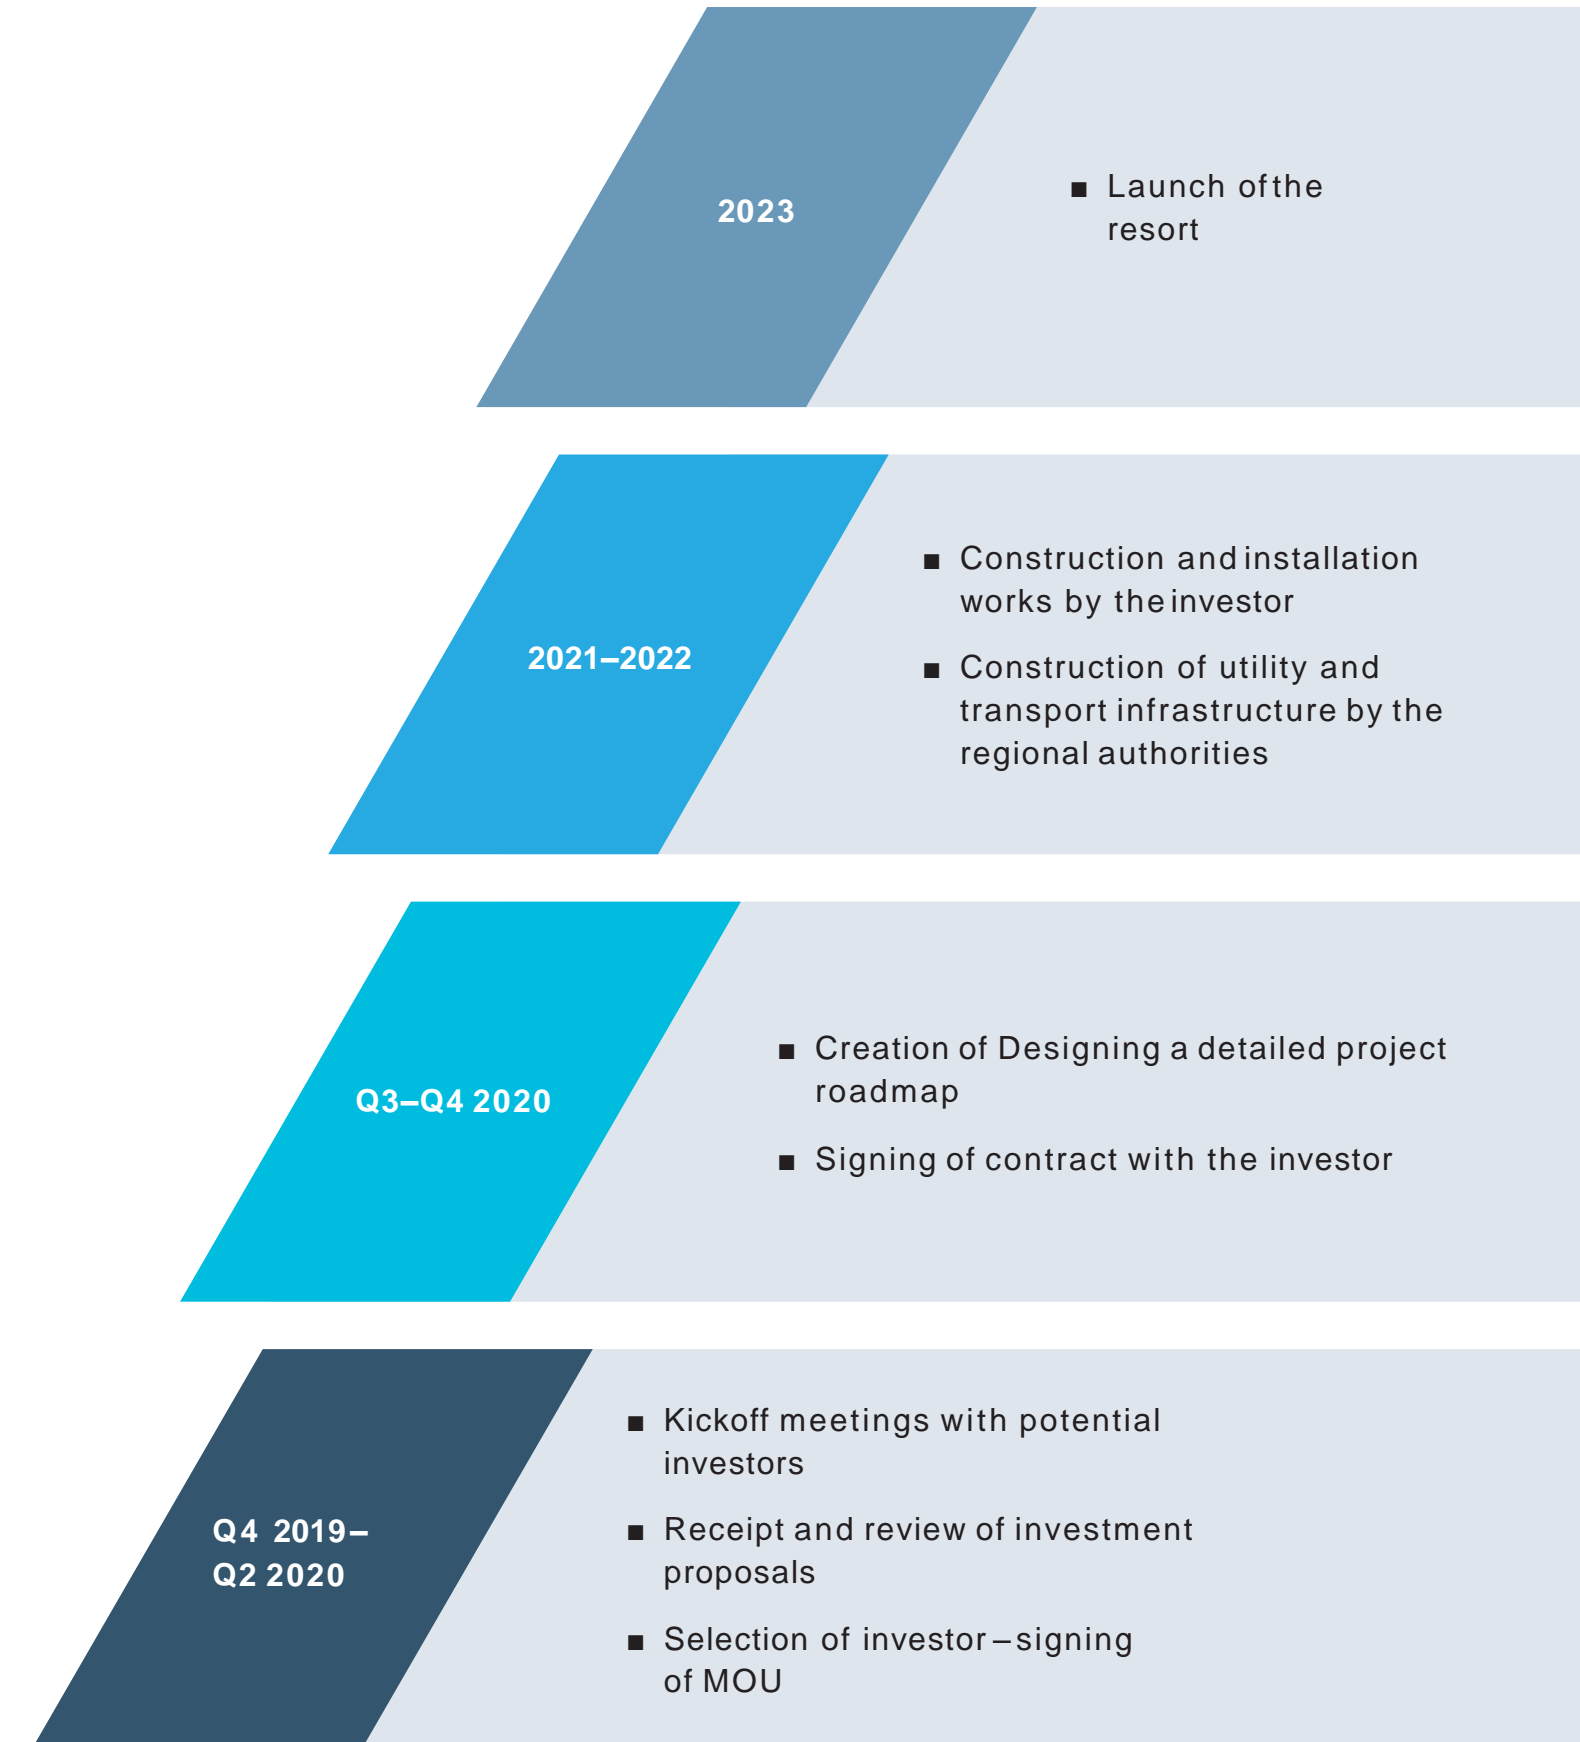 2023
■ Launch of the
resort
2021–2022
■ Construction and installation
works by the investor
■ Construction of utility and
transport infrastructure by the
regional authorities
Q3–Q4 2020
■ Creation of Designing a detailed project
roadmap
■ Signing of contract with the investor
Q4 2019–
Q2 2020
■ Kickoff meetings with potential
investors
■ Receipt and review of investment
proposals
■ Selection of investor – signing
of MOU